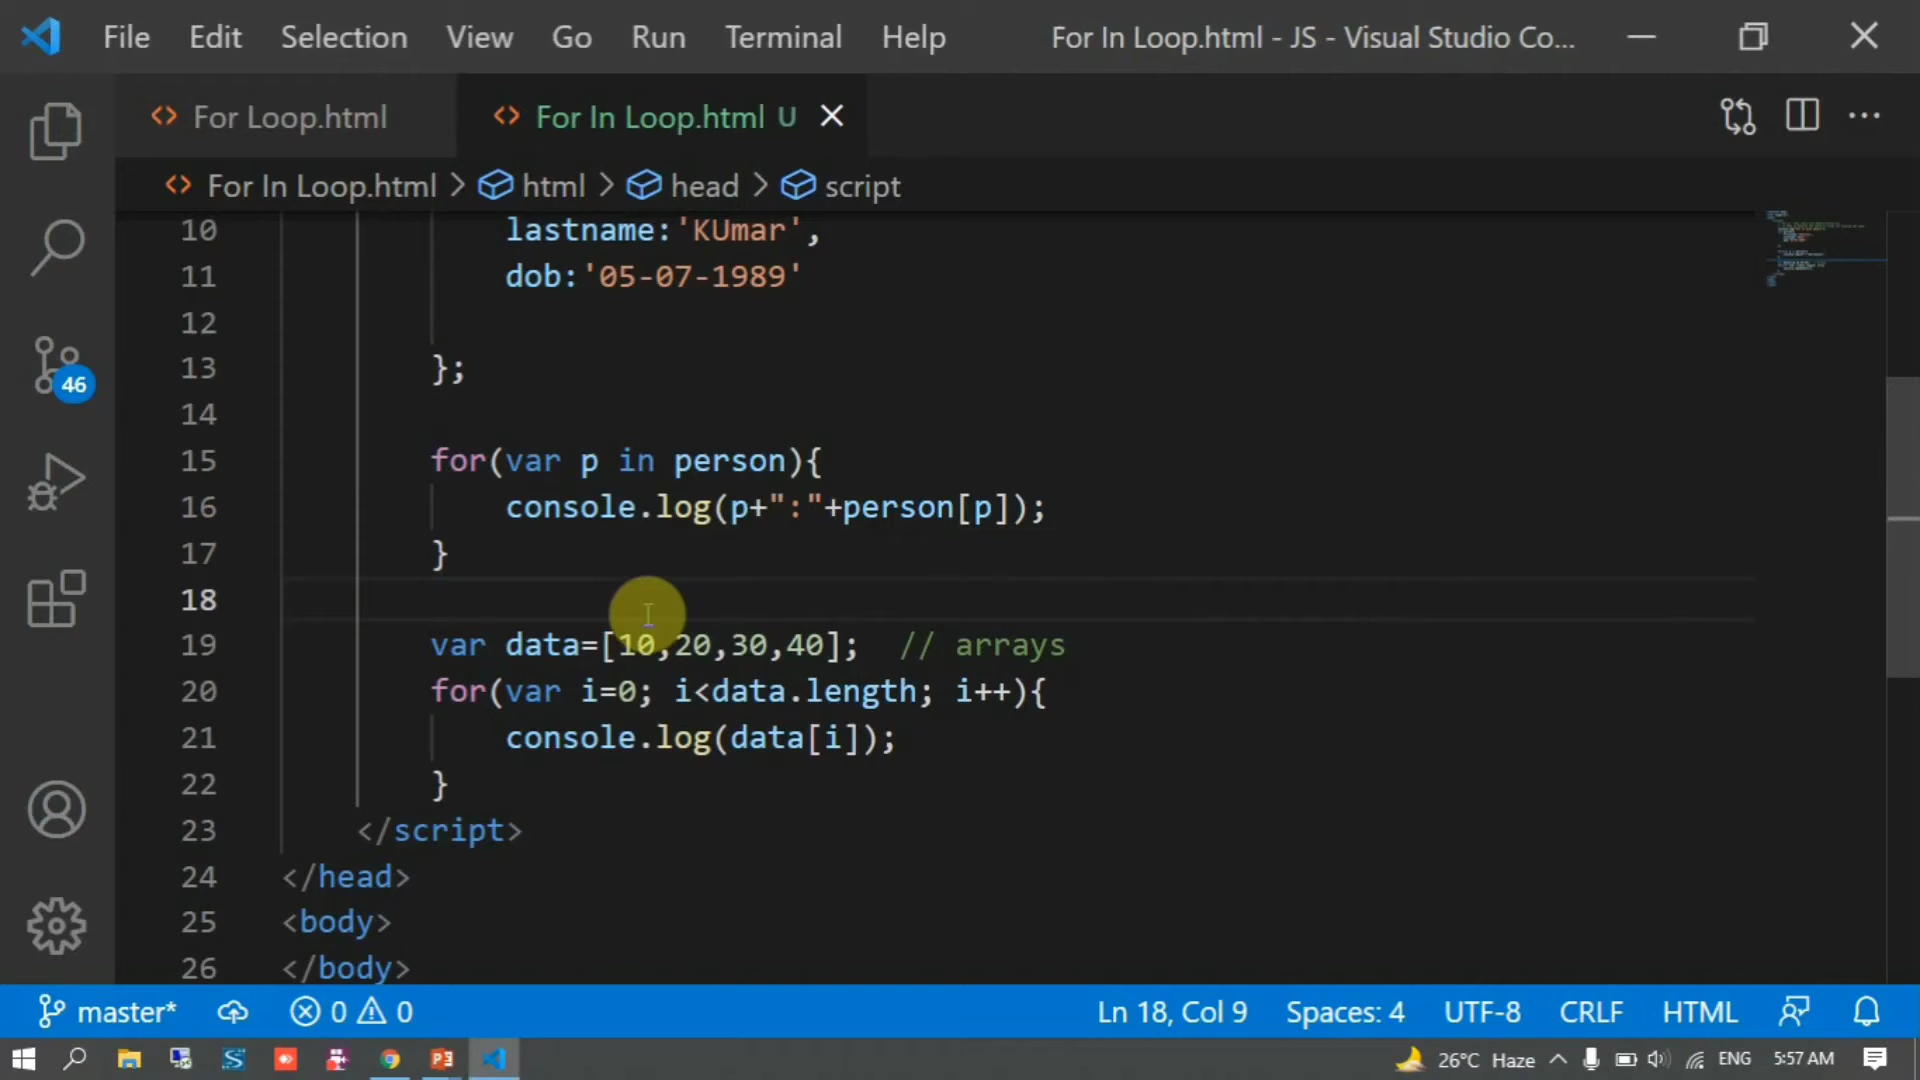 File Edit Selection View Go Run Terminal Help For In Loop.html - JS - Visual Studio Co...
For Loop.html For In Loop.html U
For In Loop.html > html > head > script
10 lastname:'KUmar',
11 dob:'05-07-1989'
12
13 };
14
15 for(var p in person){
16 console.log(p+":"+person[p]);
17 }
18
19 var data=[10,20,30,40]; // arrays
20 for(var i=0; i<data.length; i++){
21 console.log(data[i]);
22 }
23 </script>
24 </head>
25 <body>
26 </body>
46
master* 0 0 Ln 18, Col 9 Spaces: 4 UTF-8 CRLF HTML
26°C Haze ENG 5:57 AM